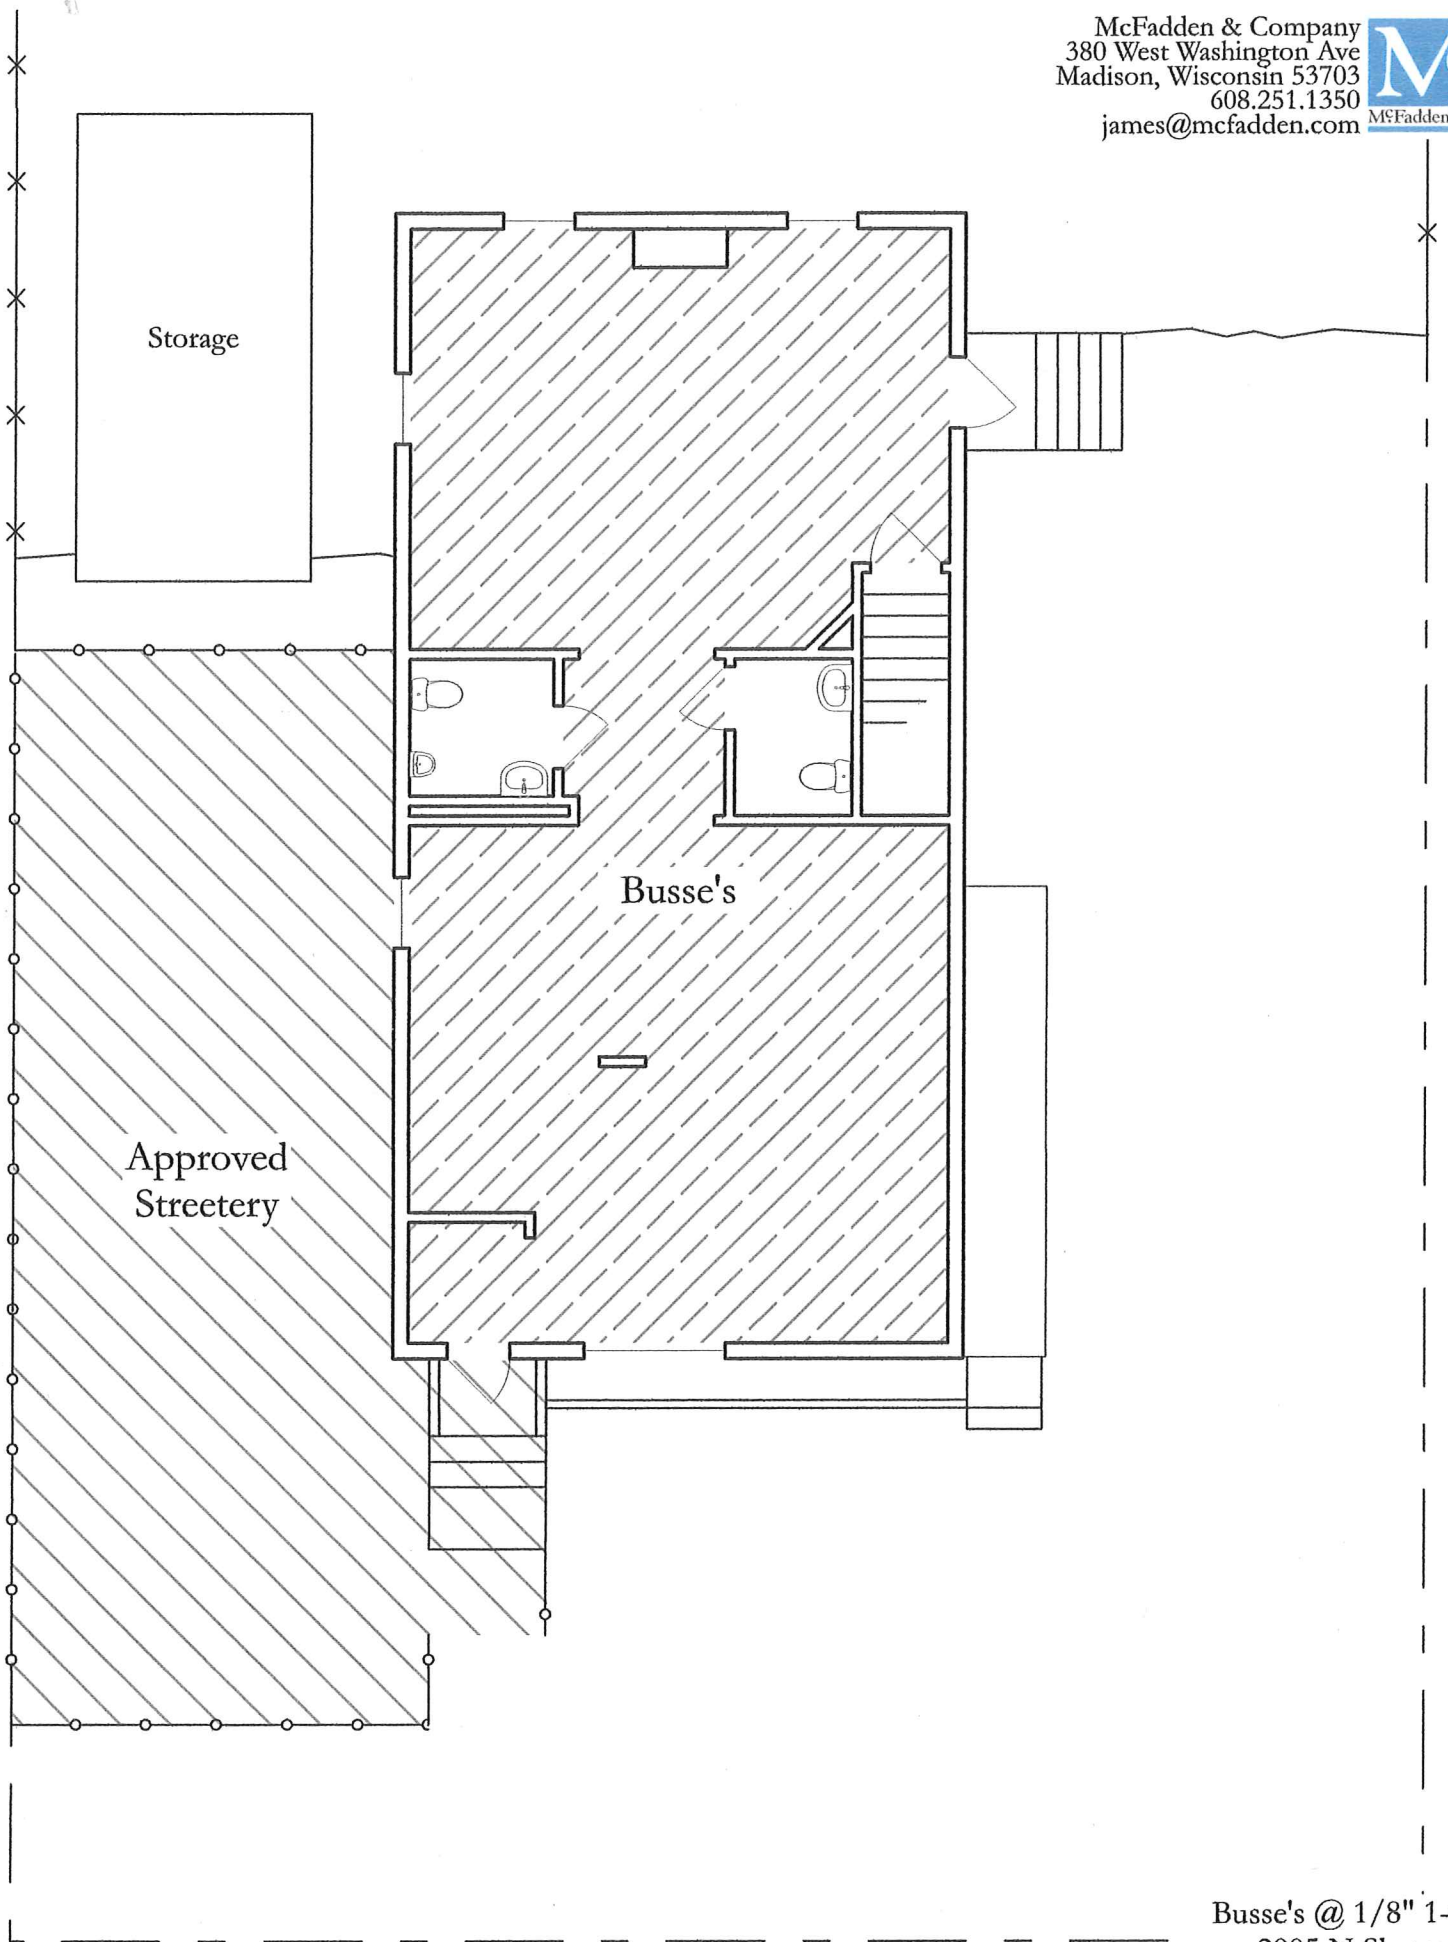 McFadden & Company
380 West Washington Ave
Madison, Wisconsin 53703
608.251.1350
james@mcfadden.com
M
McFadden
Storage
Busse's
Approved
Streetery
Busse's @ 1/8" 1-